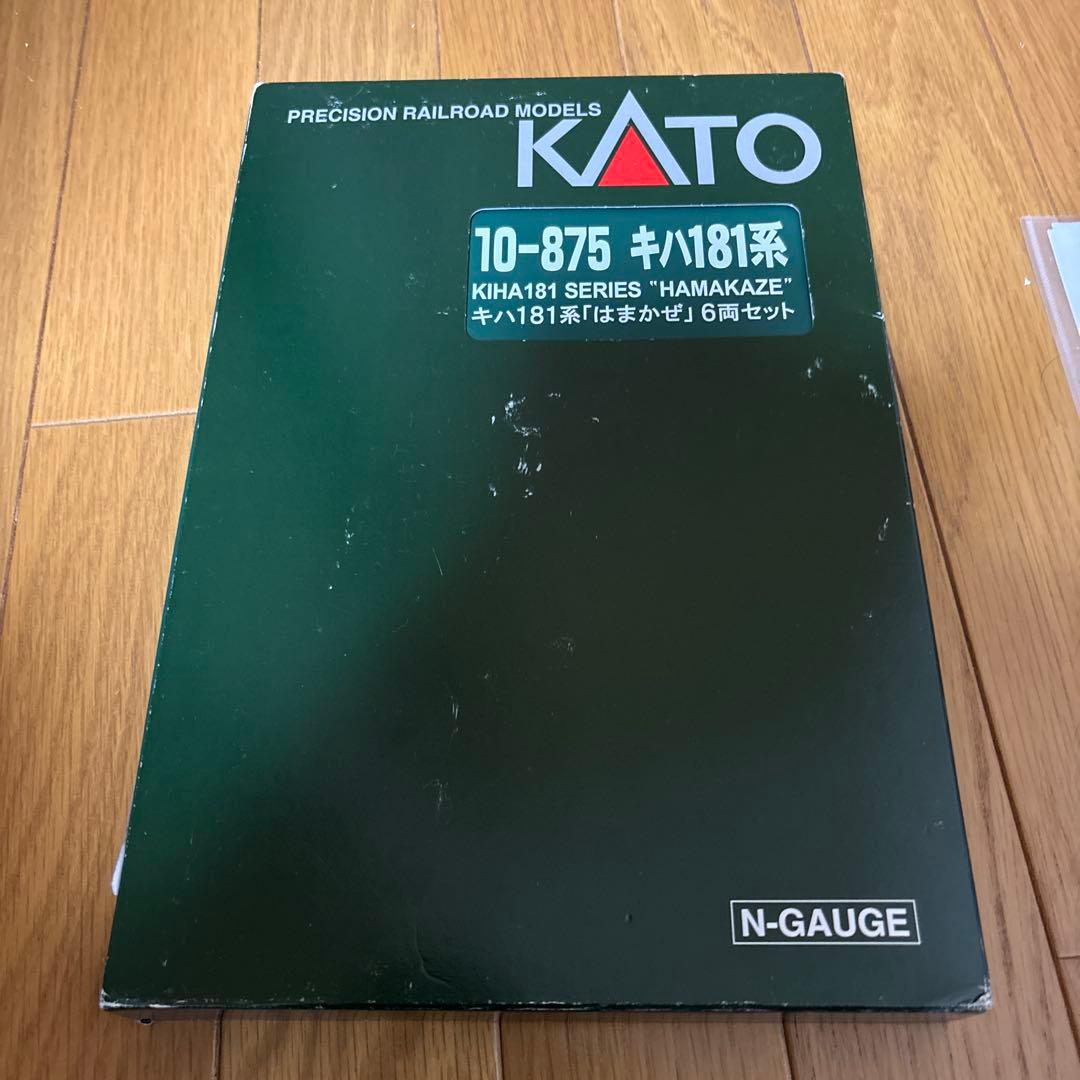 PRECISION RAILROAD MODELS
KATO
10-875 キハ181系
KIHA181 SERIES "HAMAKAZE"
キハ181系「はまかぜ」6両セット
N-GAUGE